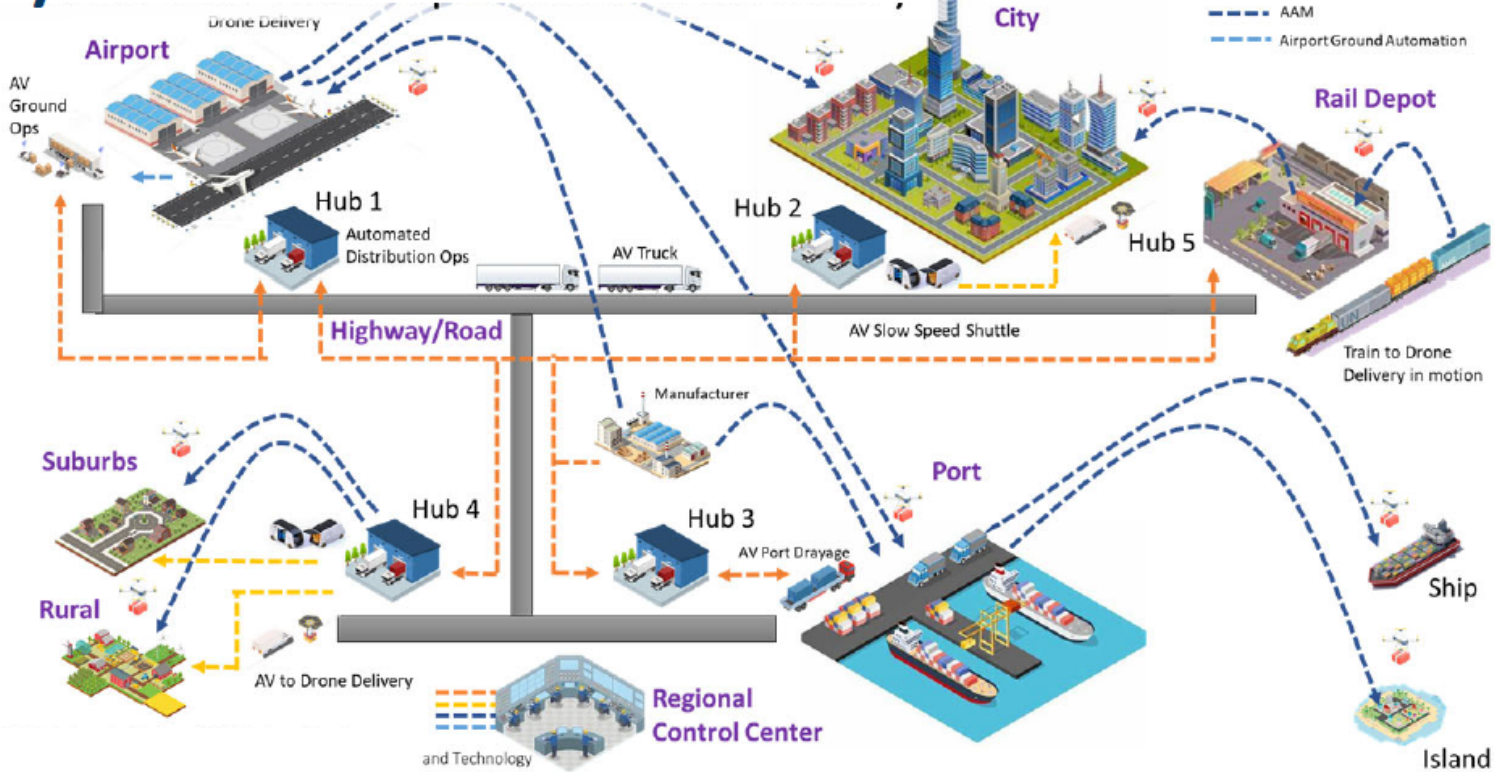 Drone Delivery
Airport
City
AAM
Airport Ground Automation
AV
Ground
Ops
Rail Depot
Hub 1
Automated
Distribution Ops
AV Truck
Hub 2
Hub 5
Highway/Road
AV Slow Speed Shuttle
Train to Drone
Delivery in motion
Manufacturer
Suburbs
Hub 4
Hub 3
Port
AV Port Drayage
Ship
Rural
AV to Drone Delivery
Regional
Control Center
and Technology
Island